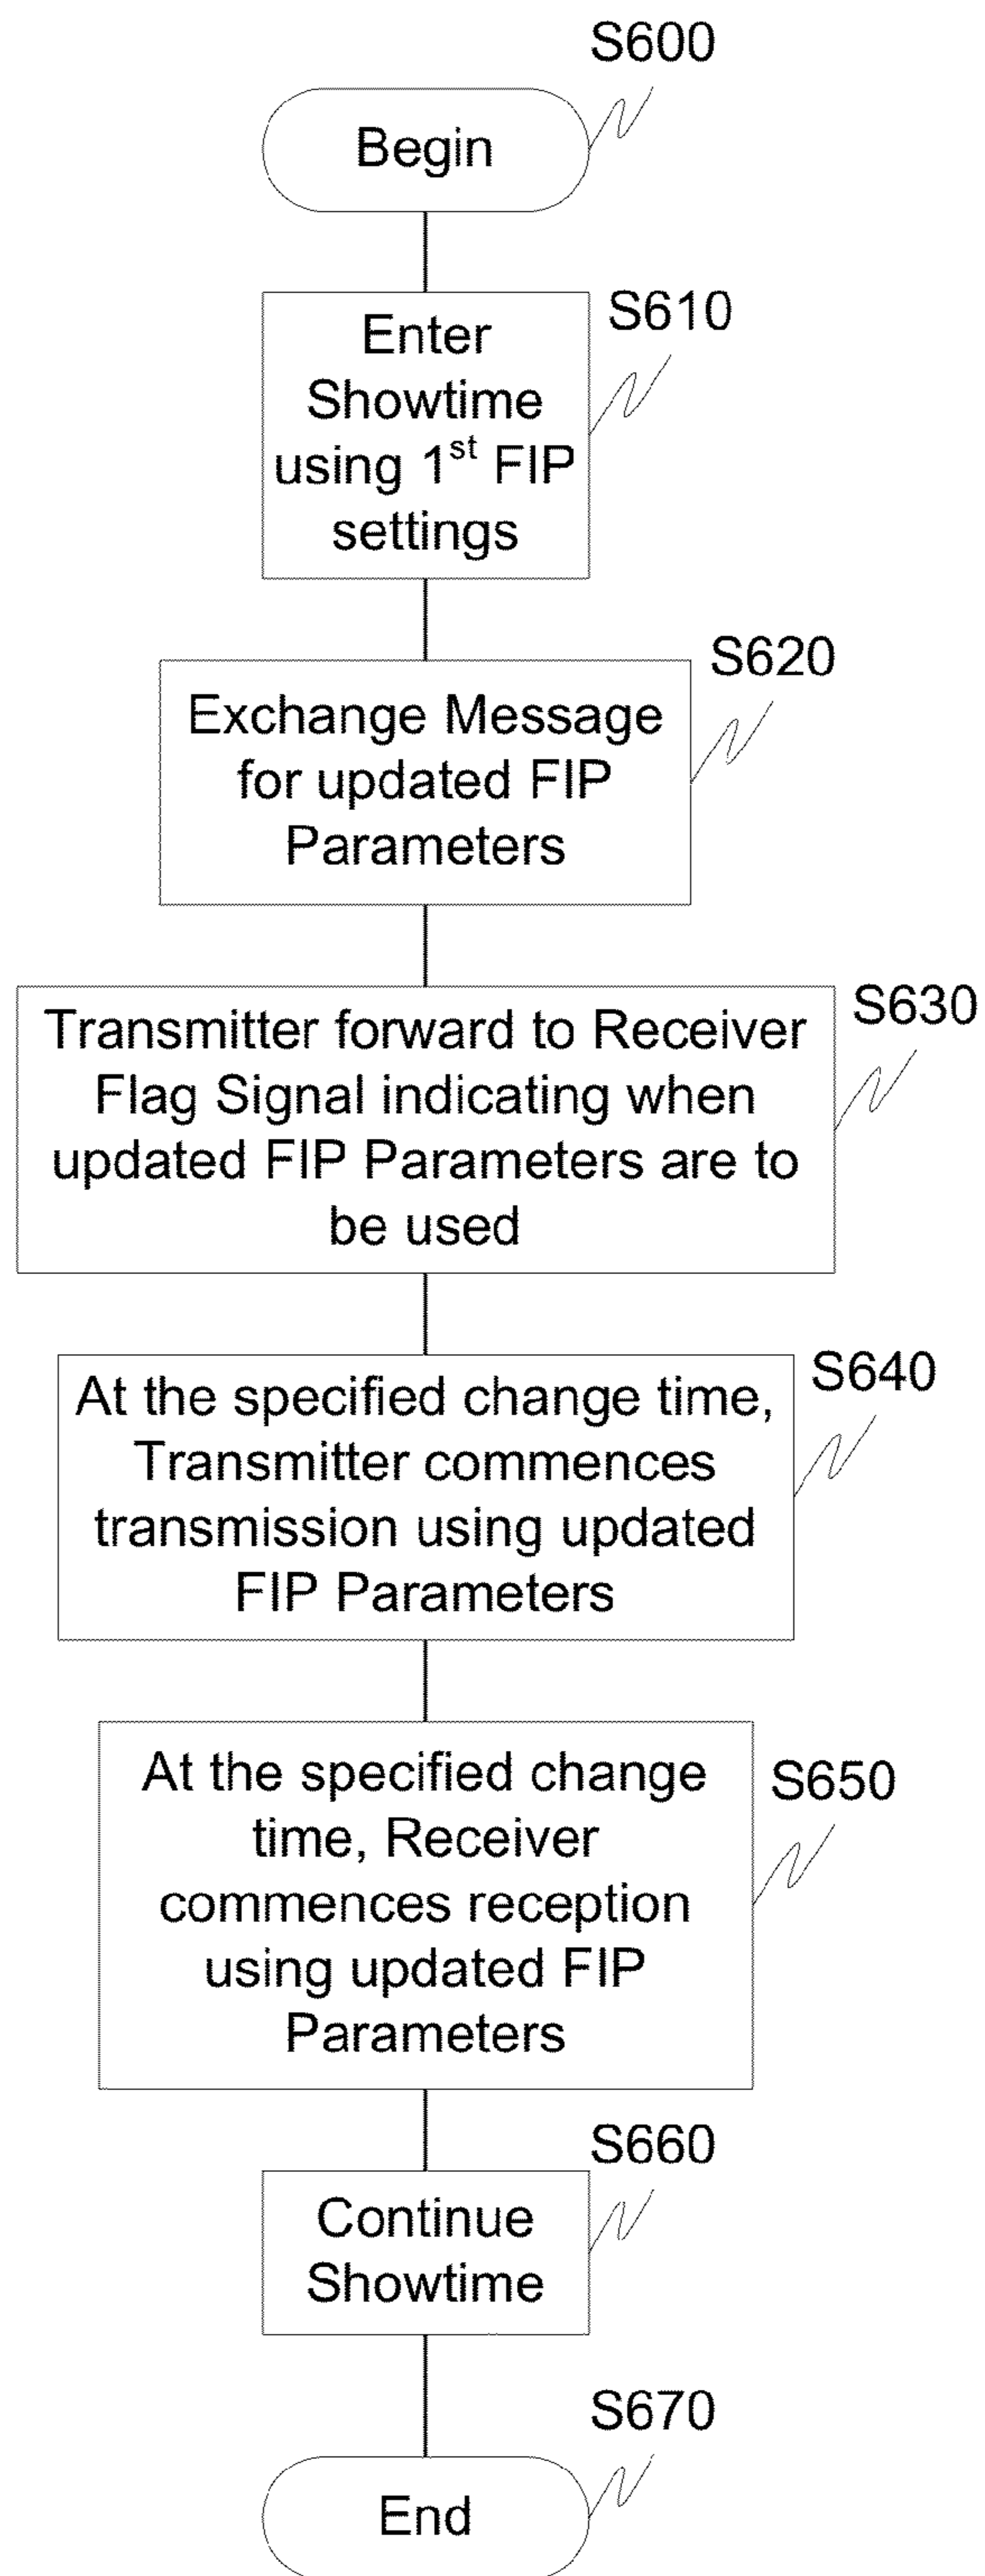 S600
Begin
S610
Enter
Showtime
using 1st FIP
settings
S620
Exchange Message
for updated FIP
Parameters
S630
Transmitter forward to Receiver
Flag Signal indicating when
updated FIP Parameters are to
be used
S640
At the specified change time,
Transmitter commences
transmission using updated
FIP Parameters
S650
At the specified change
time, Receiver
commences reception
using updated FIP
Parameters
S660
Continue
Showtime
S670
End